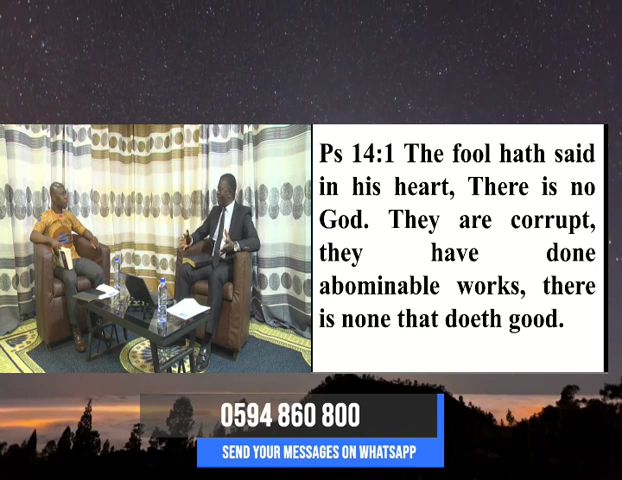 Ps 14:1 The fool hath said
in his heart, There is no
God. They are corrupt,
they have done
abominable works, there
is none that doeth good.
0594 860 800
SEND YOUR MESSAGES ON WHATSAPP